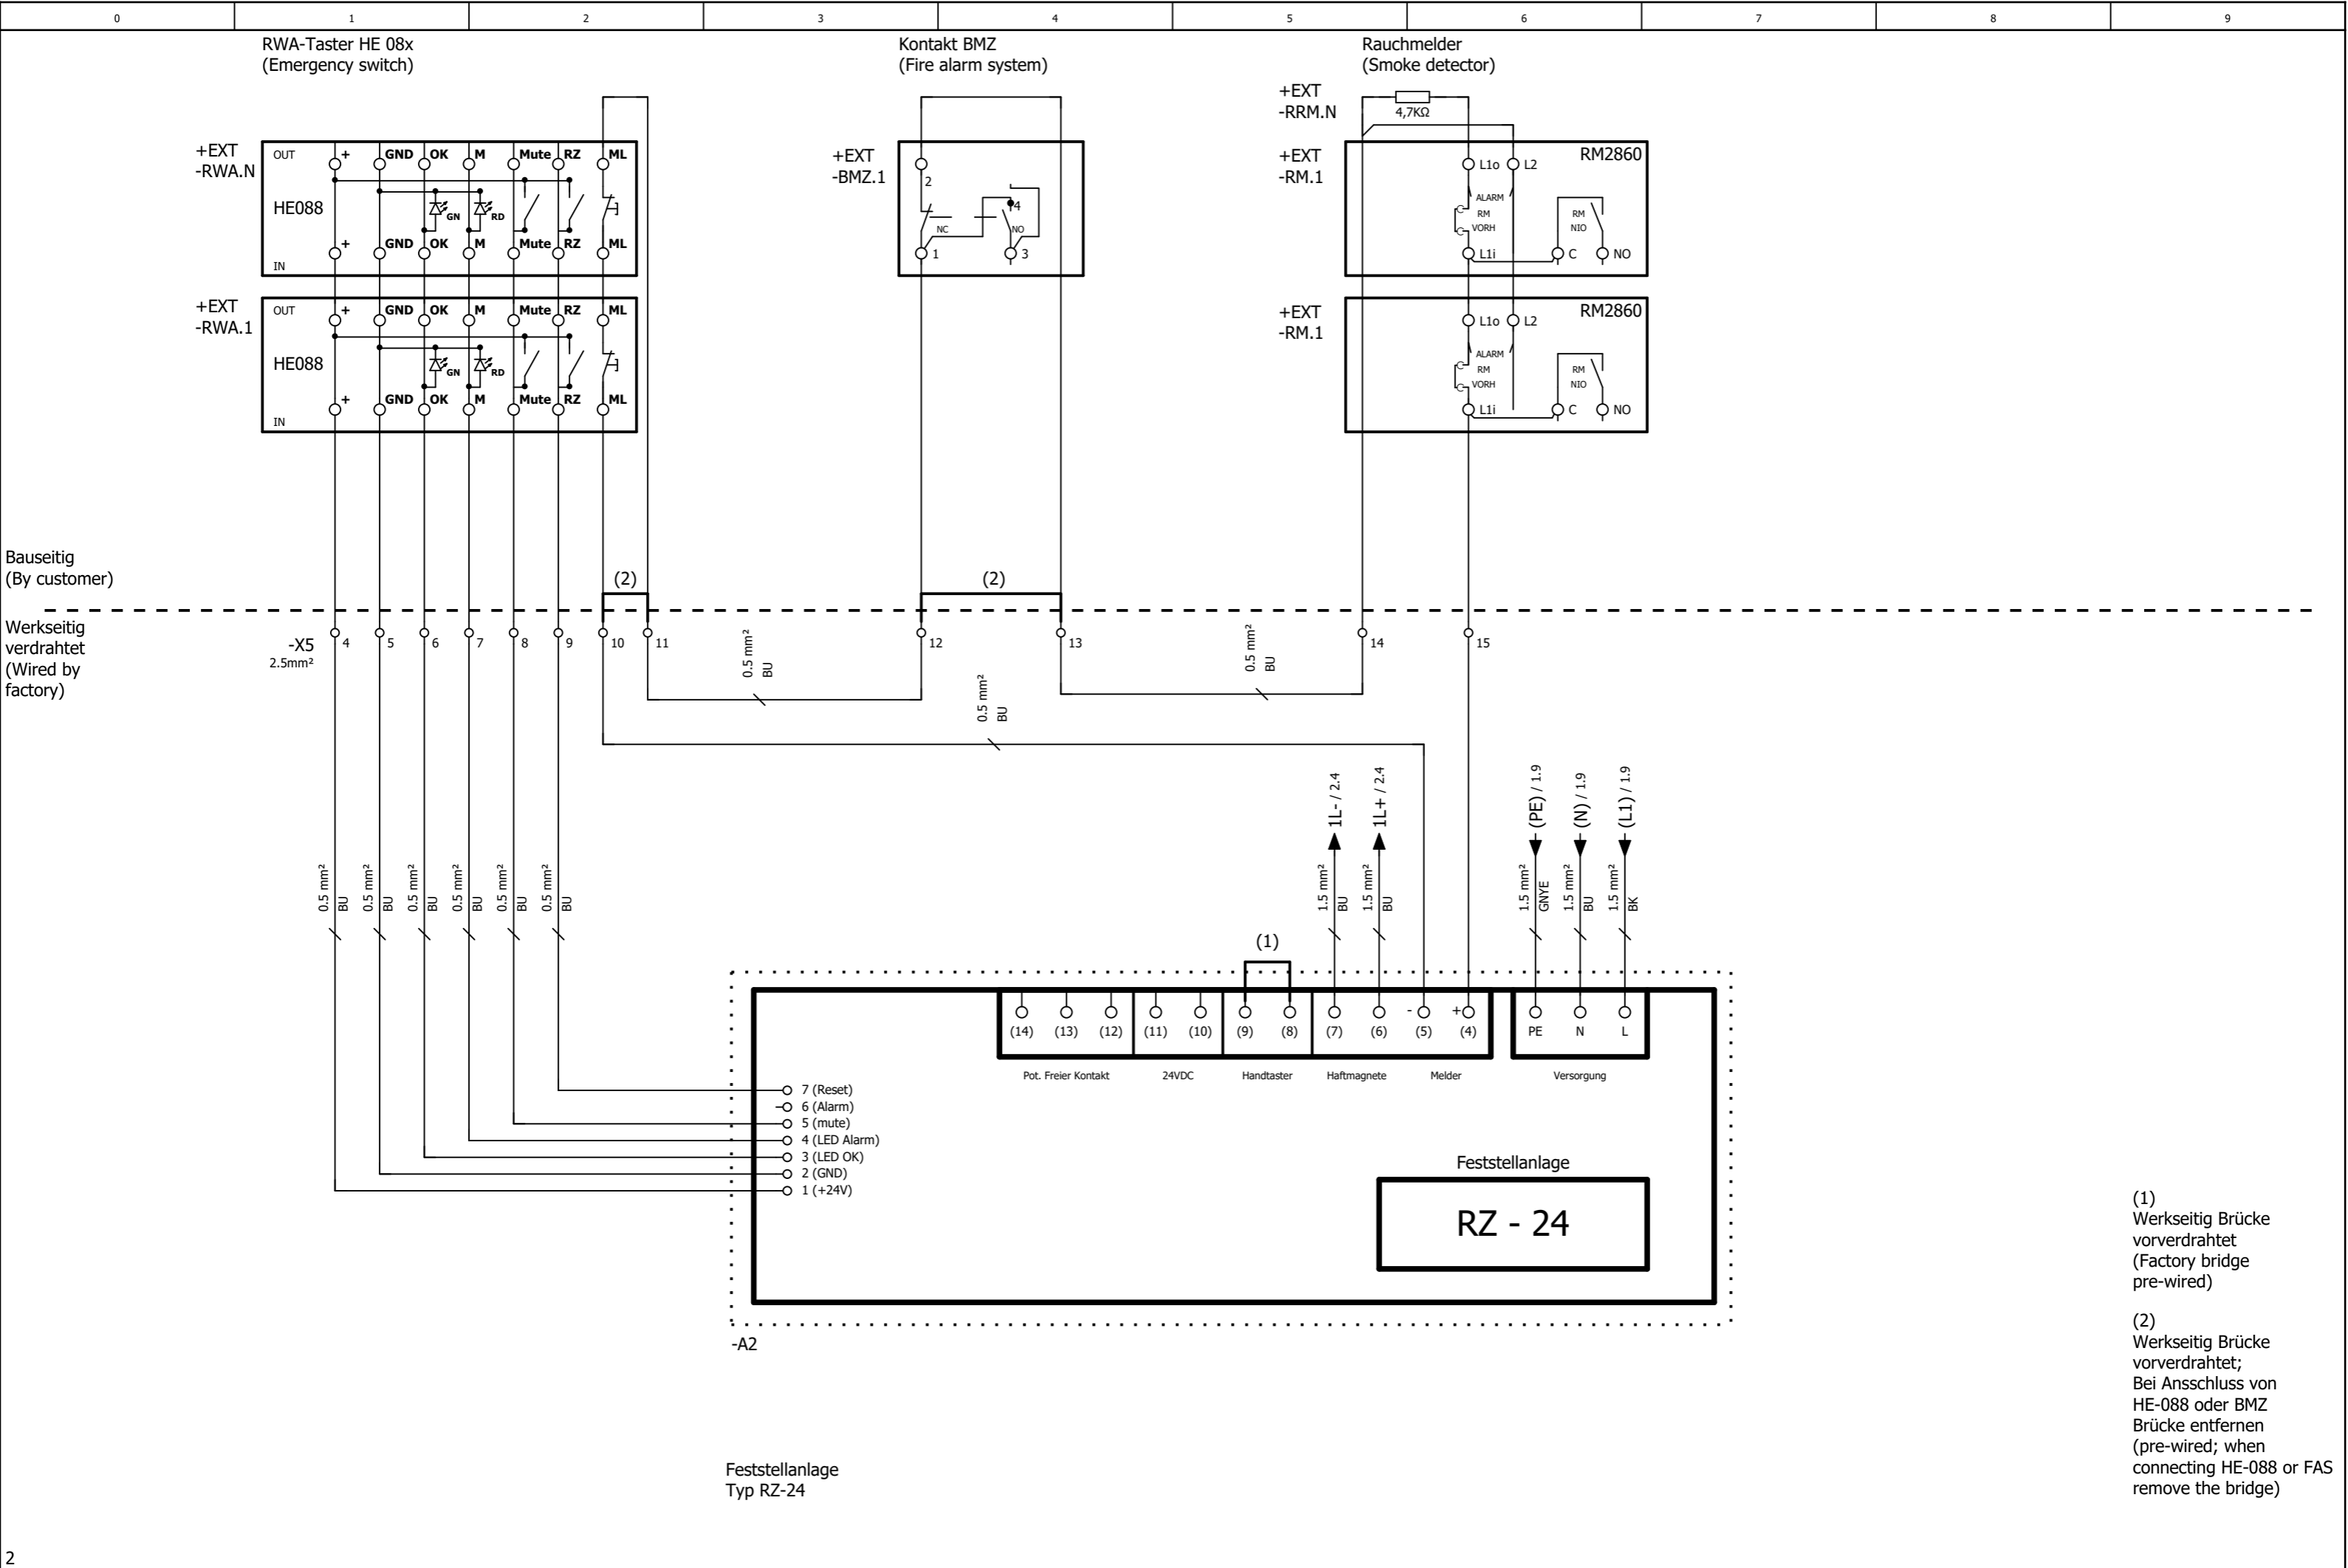 0 1 2 3 4 5 6 7 8 9
RWA-Taster HE 08x
(Emergency switch)
Kontakt BMZ
(Fire alarm system)
Rauchmelder
(Smoke detector)
+EXT
-RRM.N
4,7KΩ
+EXT
-RWA.N
OUT
+ GND OK M Mute RZ ML
HE088
GN RD
+ GND OK M Mute RZ ML
IN
+EXT
-BMZ.1
2
4
NC NO
1 3
+EXT
-RM.1
RM2860
L1o L2
ALARM
RM
VORH
RM
NIO
L1i C NO
+EXT
-RWA.1
OUT
+ GND OK M Mute RZ ML
HE088
GN RD
+ GND OK M Mute RZ ML
IN
+EXT
-RM.1
RM2860
L1o L2
ALARM
RM
VORH
RM
NIO
L1i C NO
Bauseitig
(By customer)
(2) (2)
Werkseitig
verdrahtet
(Wired by
factory)
-X5
2.5mm²
4 5 6 7 8 9 10 11 12 13 14 15
0.5 mm²
BU
0.5 mm²
BU
0.5 mm²
BU
1L- / 2.4
1L+ / 2.4
(PE) / 1.9
(N) / 1.9
(L1) / 1.9
0.5 mm²
BU
0.5 mm²
BU
0.5 mm²
BU
0.5 mm²
BU
0.5 mm²
BU
0.5 mm²
BU
1.5 mm²
BU
1.5 mm²
BU
1.5 mm²
GNYE
1.5 mm²
BU
1.5 mm²
BK
(1)
- +
(14) (13) (12) (11) (10) (9) (8) (7) (6) (5) (4) PE N L
Pot. Freier Kontakt 24VDC Handtaster Haftmagnete Melder Versorgung
7 (Reset)
6 (Alarm)
5 (mute)
4 (LED Alarm)
3 (LED OK)
2 (GND)
1 (+24V)
Feststellanlage
RZ - 24
-A2
(1)
Werkseitig Brücke
vorverdrahtet
(Factory bridge
pre-wired)
(2)
Werkseitig Brücke
vorverdrahtet;
Bei Ansschluss von
HE-088 oder BMZ
Brücke entfernen
(pre-wired; when
connecting HE-088 or FAS
remove the bridge)
Feststellanlage
Typ RZ-24
2